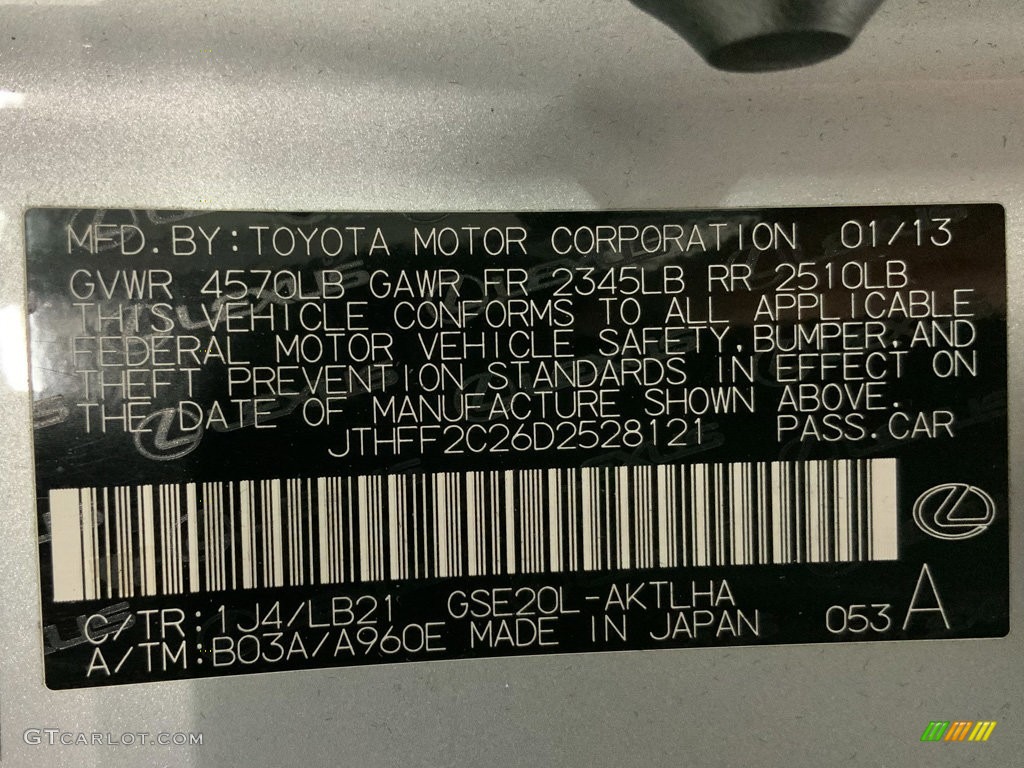 MFD. BY: TOYOTA MOTOR CORPORATION 01/13
GVWR 4570LB GAWR FR 2345LB RR 2510LB
THIS VEHICLE CONFORMS TO ALL APPLICABLE
FEDERAL MOTOR VEHICLE SAFETY, BUMPER, AND
THEFT PREVENTION STANDARDS IN EFFECT ON
THE DATE OF MANUFACTURE SHOWN ABOVE.
JTHFF2C26D2528121 PASS. CAR
C/TR: 1J4/LB21 GSE20L-AKTLHA
A/TM: B03A/A960E MADE IN JAPAN 053 A
GTCARLOT.COM